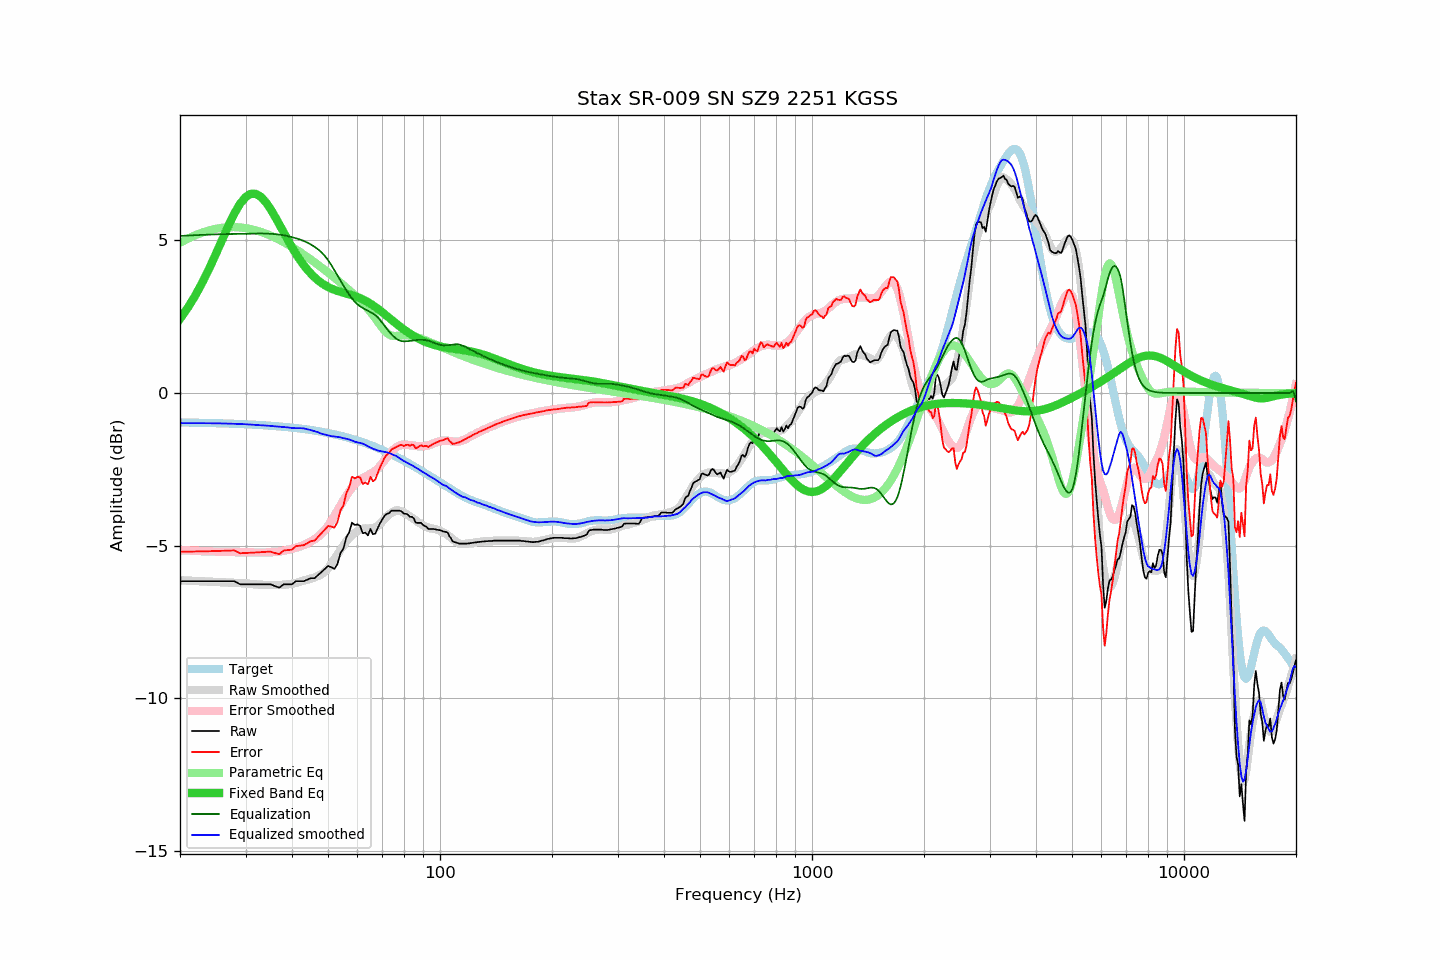 Stax SR-009 SN SZ9 2251 KGSS
Amplitude (dBr)
5
0
−5
−10
−15
Target
Raw Smoothed
Error Smoothed
Raw
Error
Parametric Eq
Fixed Band Eq
Equalization
Equalized smoothed
100
1000
10000
Frequency (Hz)